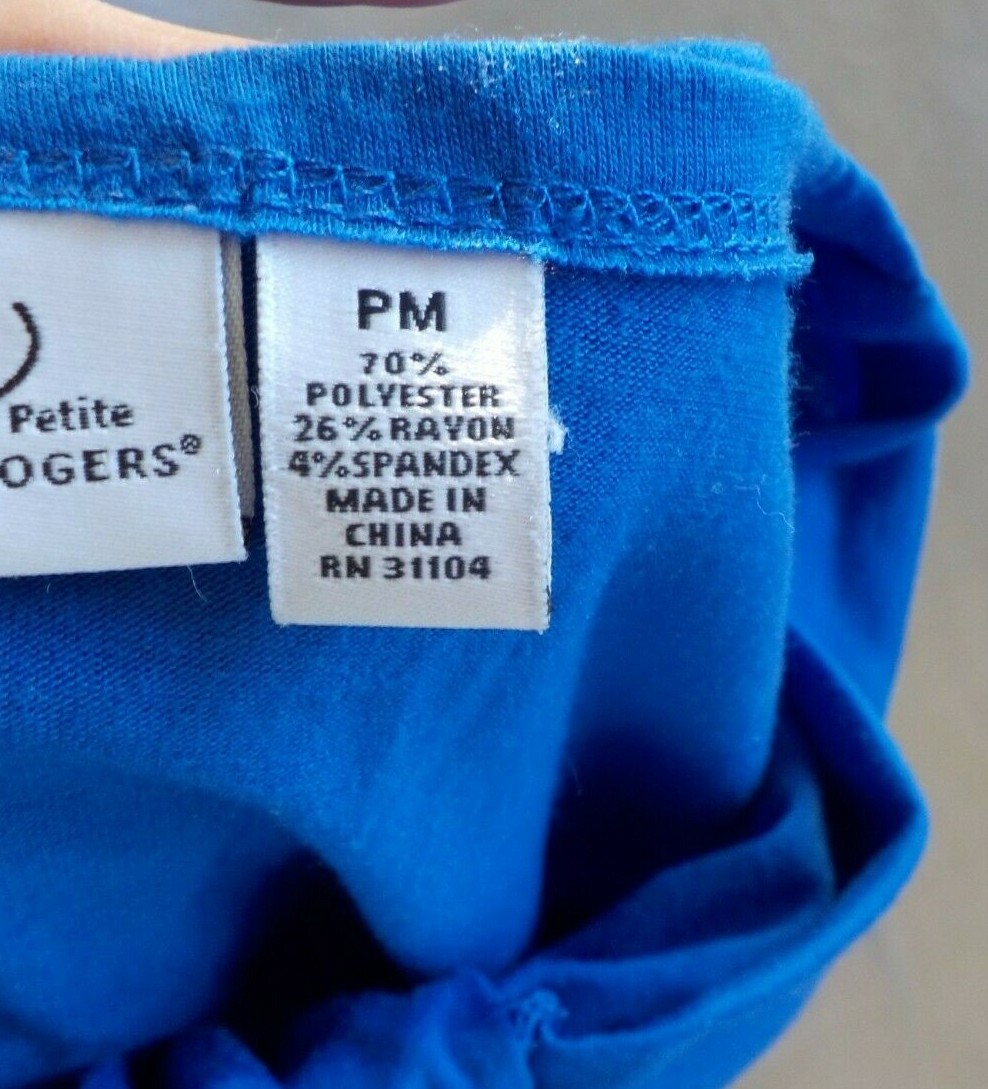 Petite
OGERS®
PM
70%
POLYESTER
26% RAYON
4% SPANDEX
MADE IN
CHINA
RN 31104